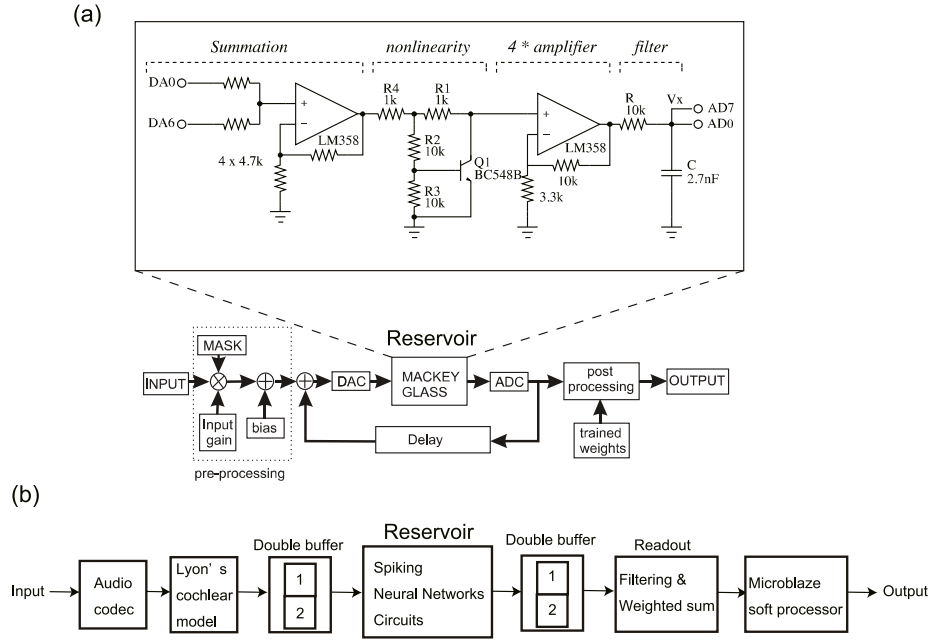 (a)
Summation
nonlinearity
4 * amplifier
filter
DA0
DA6
+
−
LM358
4 x 4.7k
R4
1k
R1
1k
R2
10k
R3
10k
Q1
BC548B
+
−
LM358
10k
3.3k
R
10k
Vx
AD7
AD0
C
2.7nF
Reservoir
MASK
INPUT
Input
gain
bias
pre-processing
DAC
MACKEY
GLASS
ADC
Delay
post
processing
OUTPUT
trained
weights
(b)
Reservoir
Double buffer
Double buffer
Readout
Input
Audio
codec
Lyon's
cochlear
model
1
2
Spiking
Neural Networks
Circuits
1
2
Filtering &
Weighted sum
Microblaze
soft processor
Output